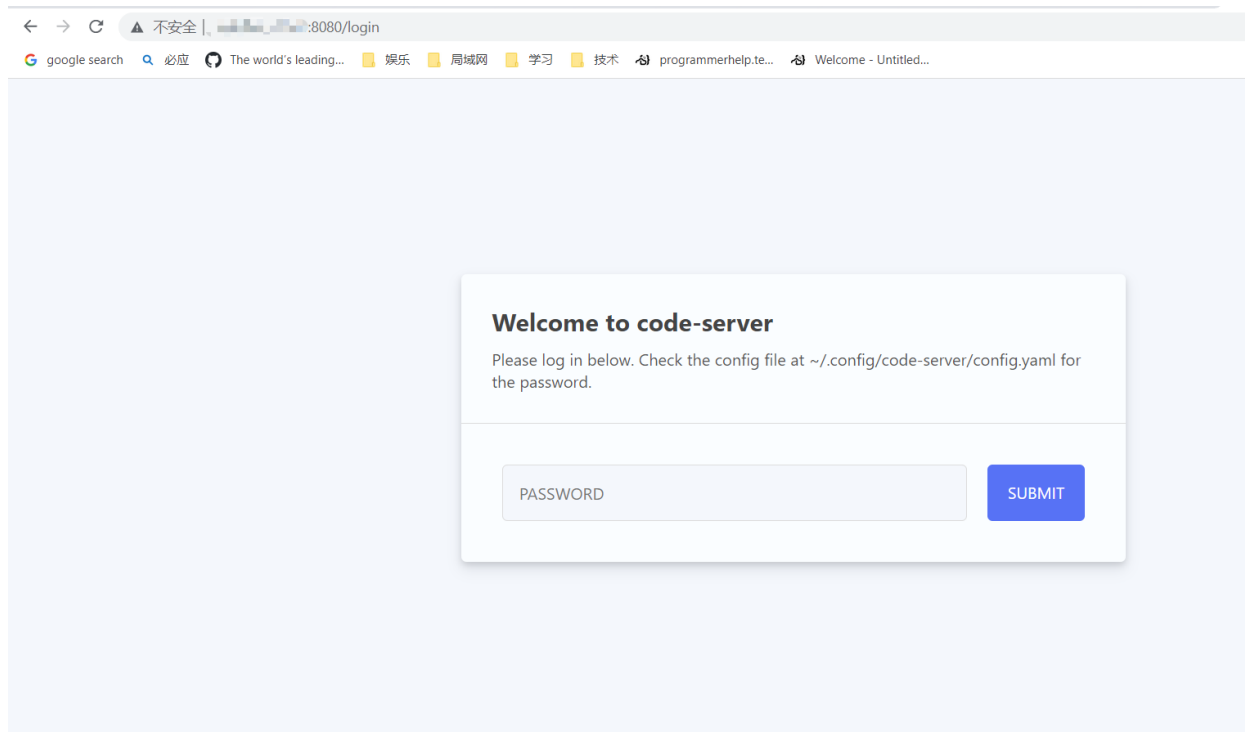 不安全 | :8080/login
google search 必应 The world's leading... 娱乐 局域网 学习 技术 programmerhelp.te... Welcome - Untitled...
Welcome to code-server
Please log in below. Check the config file at ~/.config/code-server/config.yaml for
the password.
PASSWORD SUBMIT